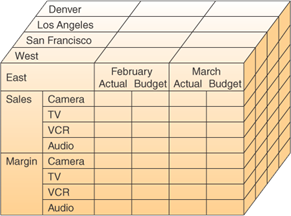 Denver
Los Angeles
San Francisco
West
East February March
Actual Budget Actual Budget
Sales Camera
TV
VCR
Audio
Margin Camera
TV
VCR
Audio